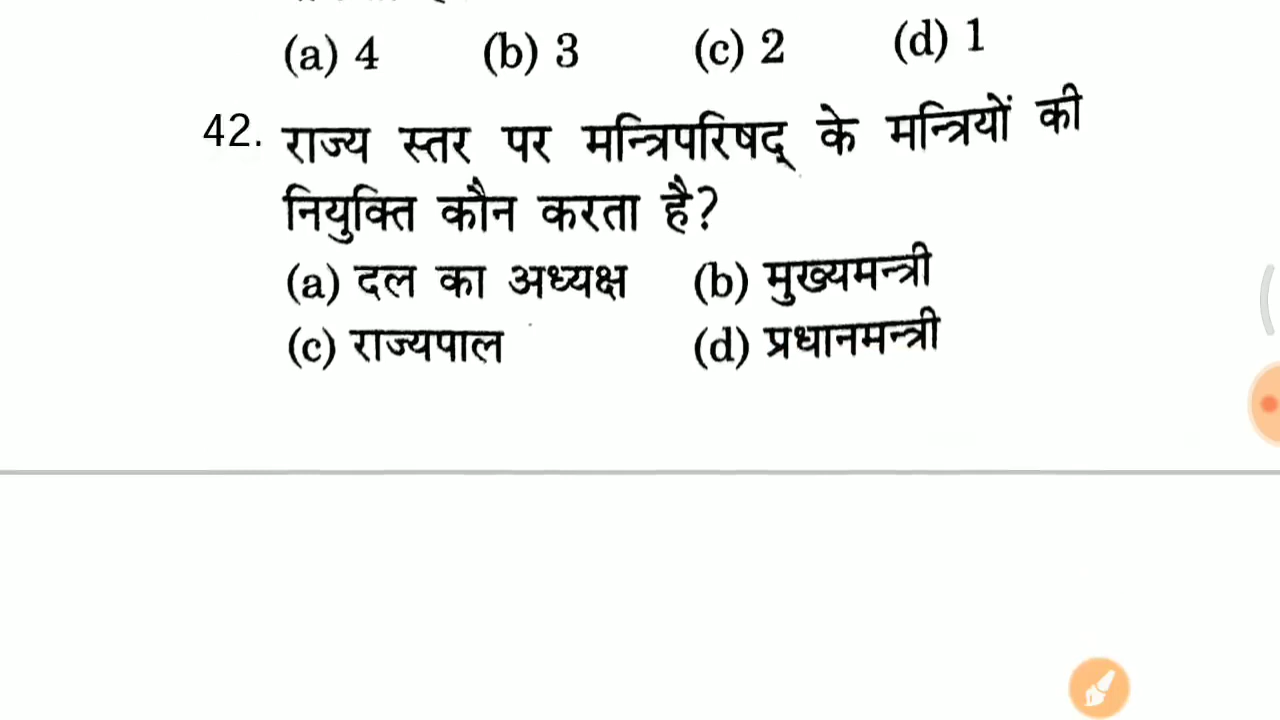 (a) 4 (b) 3 (c) 2 (d) 1
42. राज्य स्तर पर मन्त्रिपरिषद् के मन्त्रियों की
नियुक्ति कौन करता है?
(a) दल का अध्यक्ष (b) मुख्यमन्त्री
(c) राज्यपाल (d) प्रधानमन्त्री